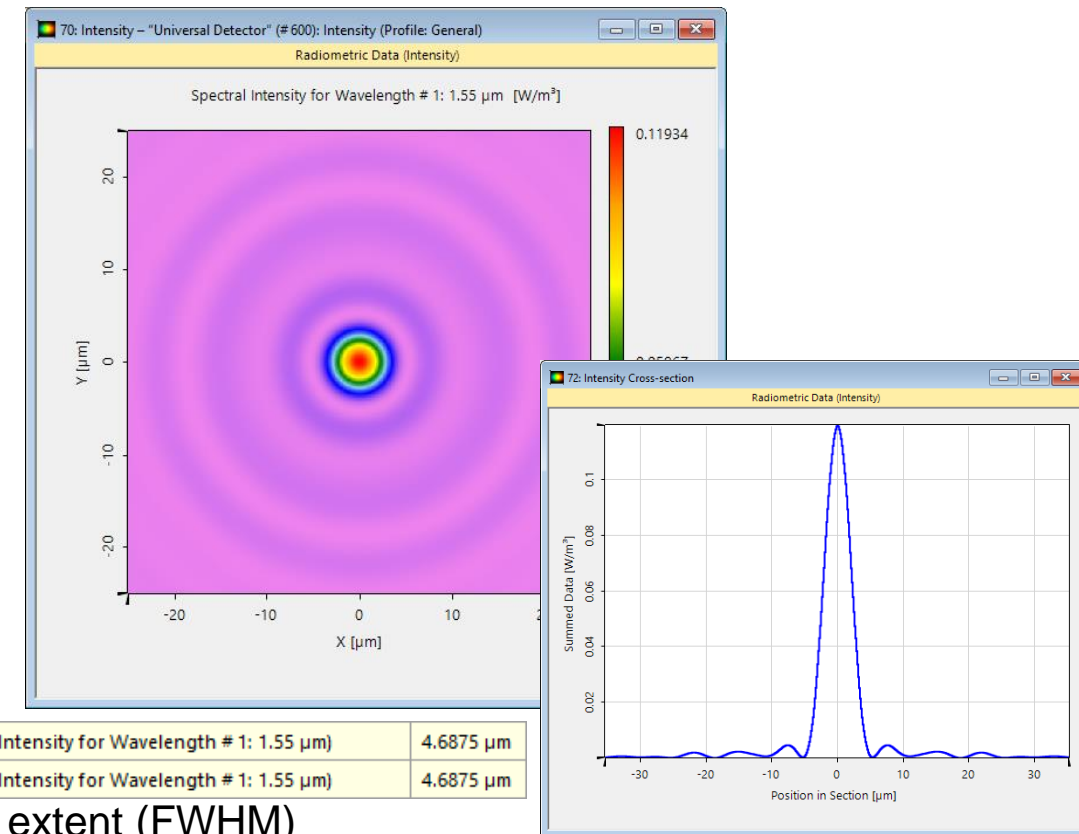 70: Intensity – "Universal Detector" (# 600): Intensity (Profile: General)
Radiometric Data (Intensity)
Spectral Intensity for Wavelength # 1: 1.55 µm [W/m³]
0.11934
20
10
0
-10
-20
Y [µm]
-20
-10
0
10
X [µm]
72: Intensity Cross-section
Radiometric Data (Intensity)
0.1
0.08
0.06
0.04
0.02
Summed Data [W/m³]
-30
-20
-10
0
10
20
30
Position in Section [µm]
Intensity for Wavelength # 1: 1.55 µm) 4.6875 µm
Intensity for Wavelength # 1: 1.55 µm) 4.6875 µm
extent (FWHM)